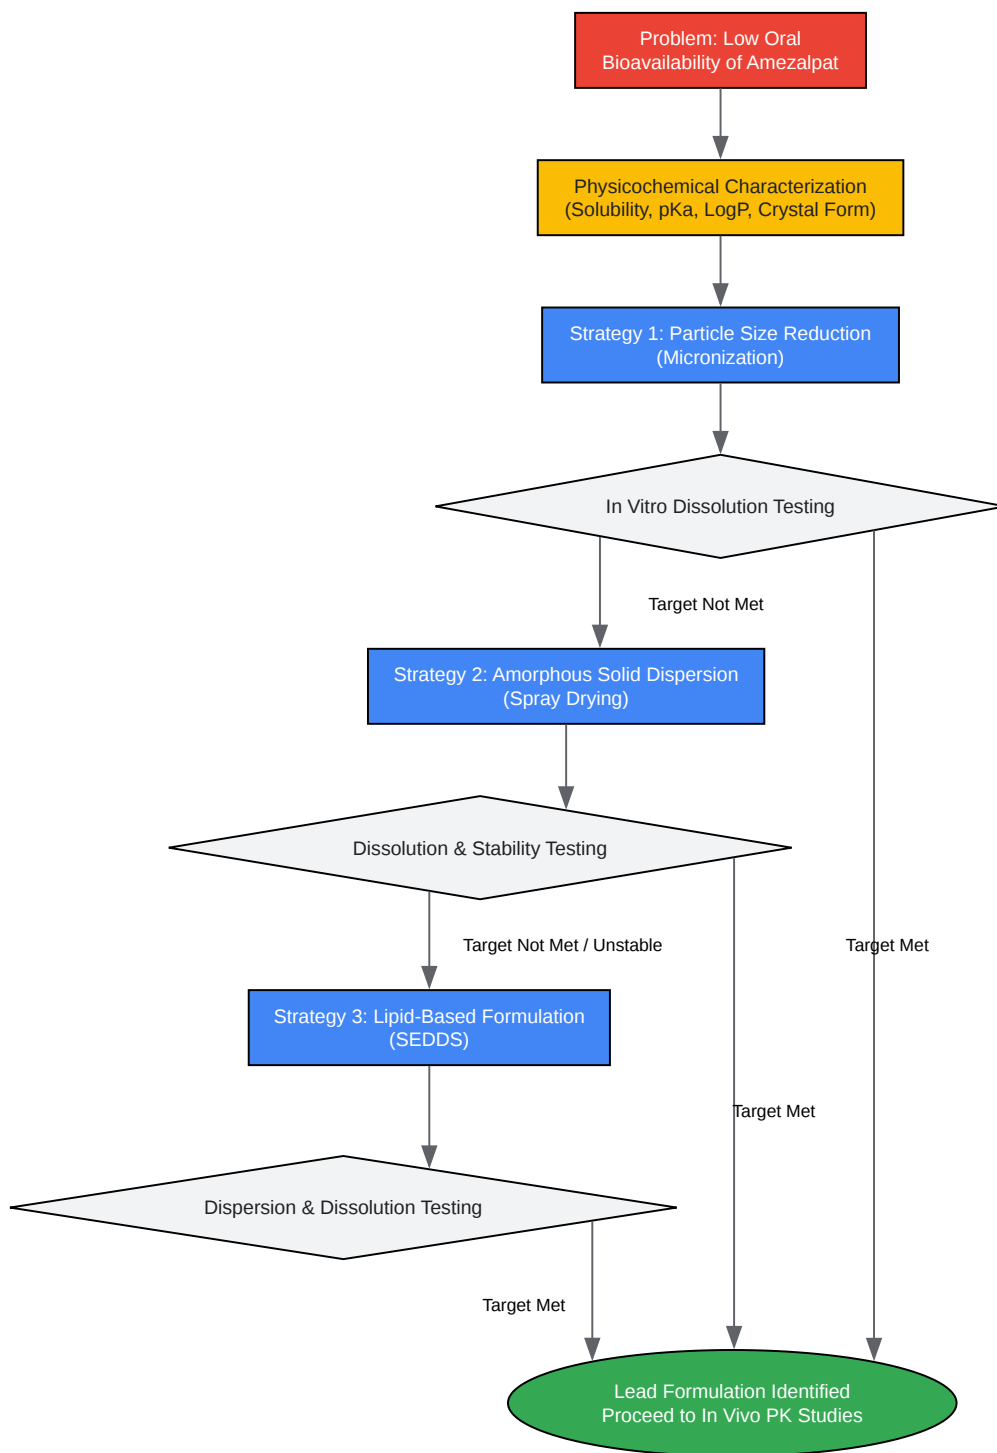 Problem: Low Oral
Bioavailability of Amezalpat
Physicochemical Characterization
(Solubility, pKa, LogP, Crystal Form)
Strategy 1: Particle Size Reduction
(Micronization)
In Vitro Dissolution Testing
Target Not Met
Strategy 2: Amorphous Solid Dispersion
(Spray Drying)
Dissolution & Stability Testing
Target Not Met / Unstable
Target Met
Strategy 3: Lipid-Based Formulation
(SEDDS)
Target Met
Dispersion & Dissolution Testing
Target Met
Lead Formulation Identified
Proceed to In Vivo PK Studies